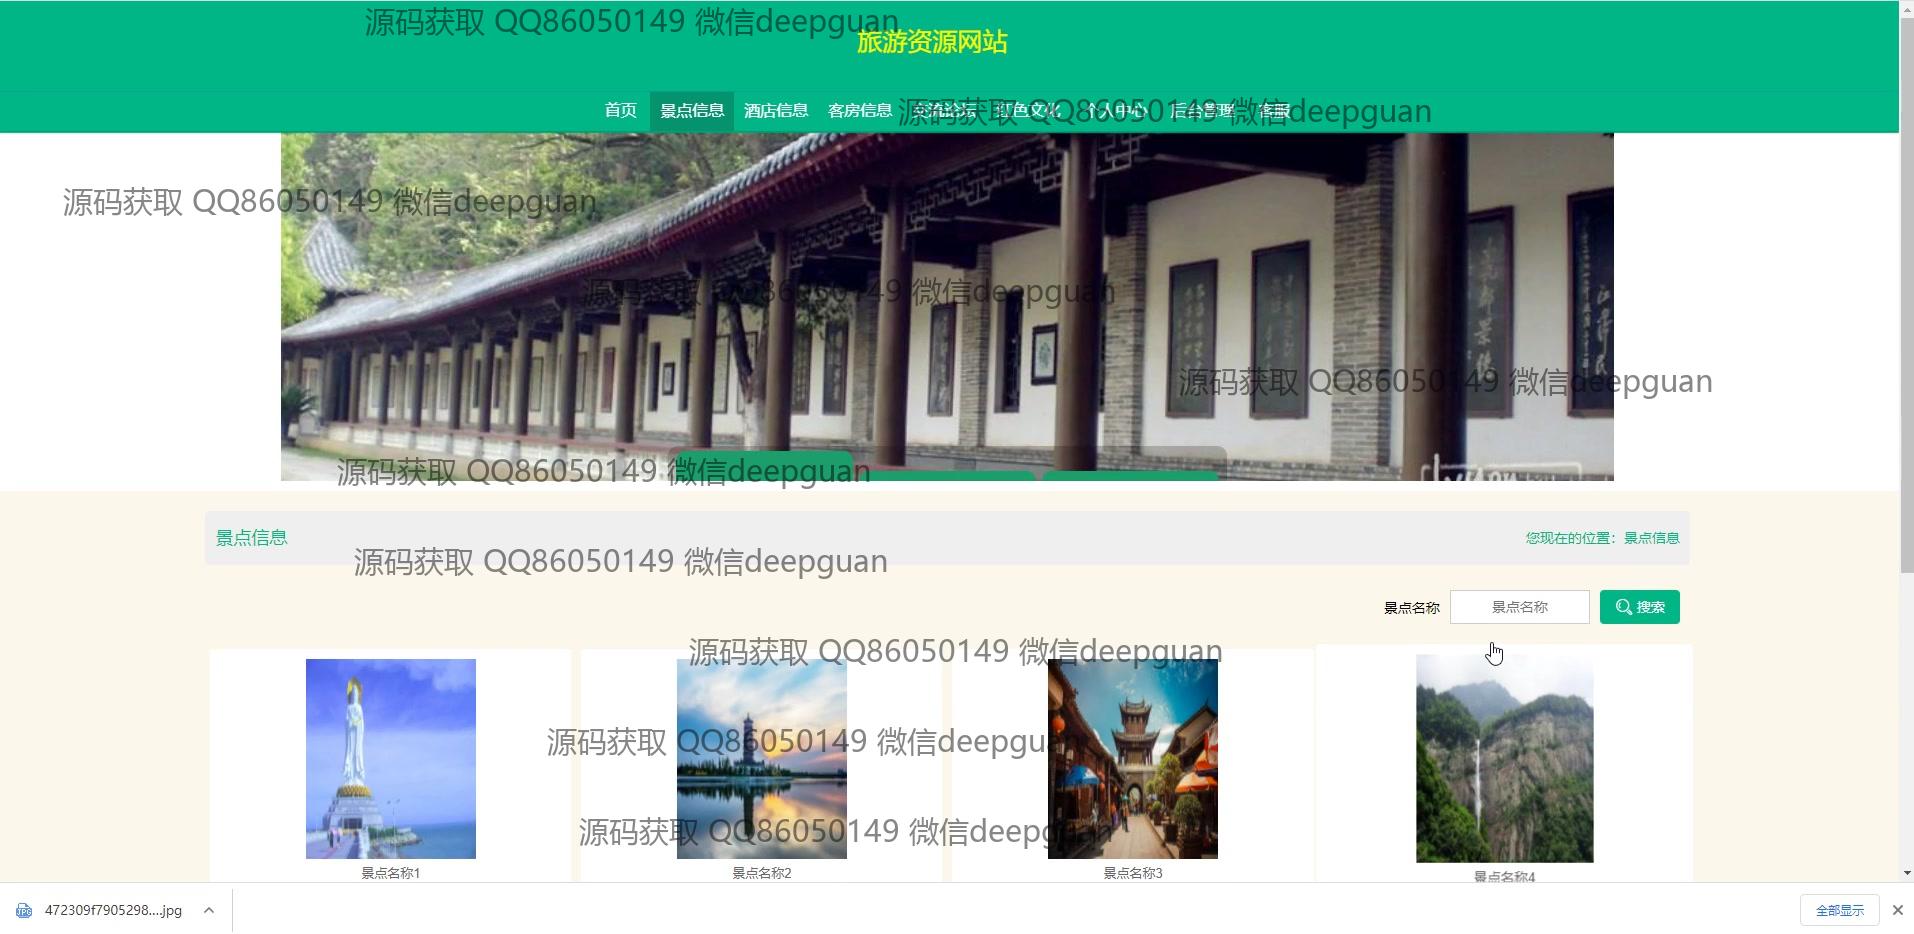 源码获取 QQ86050149 微信deepguan
旅游资源网站
首页 景点信息 酒店信息 客房信息 交流论坛 红色文化 个人中心 后台管理 客服
源码获取 QQ86050149 微信deepguan
源码获取 QQ86050149 微信deepguan
源码获取 QQ86050149 微信deepguan
源码获取 QQ86050149 微信deepguan
源码获取 QQ86050149 微信deepguan
景点信息
您现在的位置：景点信息
源码获取 QQ86050149 微信deepguan
景点名称 景点名称 搜索
源码获取 QQ86050149 微信deepguan
源码获取 QQ86050149 微信deepguan
源码获取 QQ86050149 微信deepguan
景点名称1
景点名称2
景点名称3
景点名称4
472309f7905298....jpg
全部显示